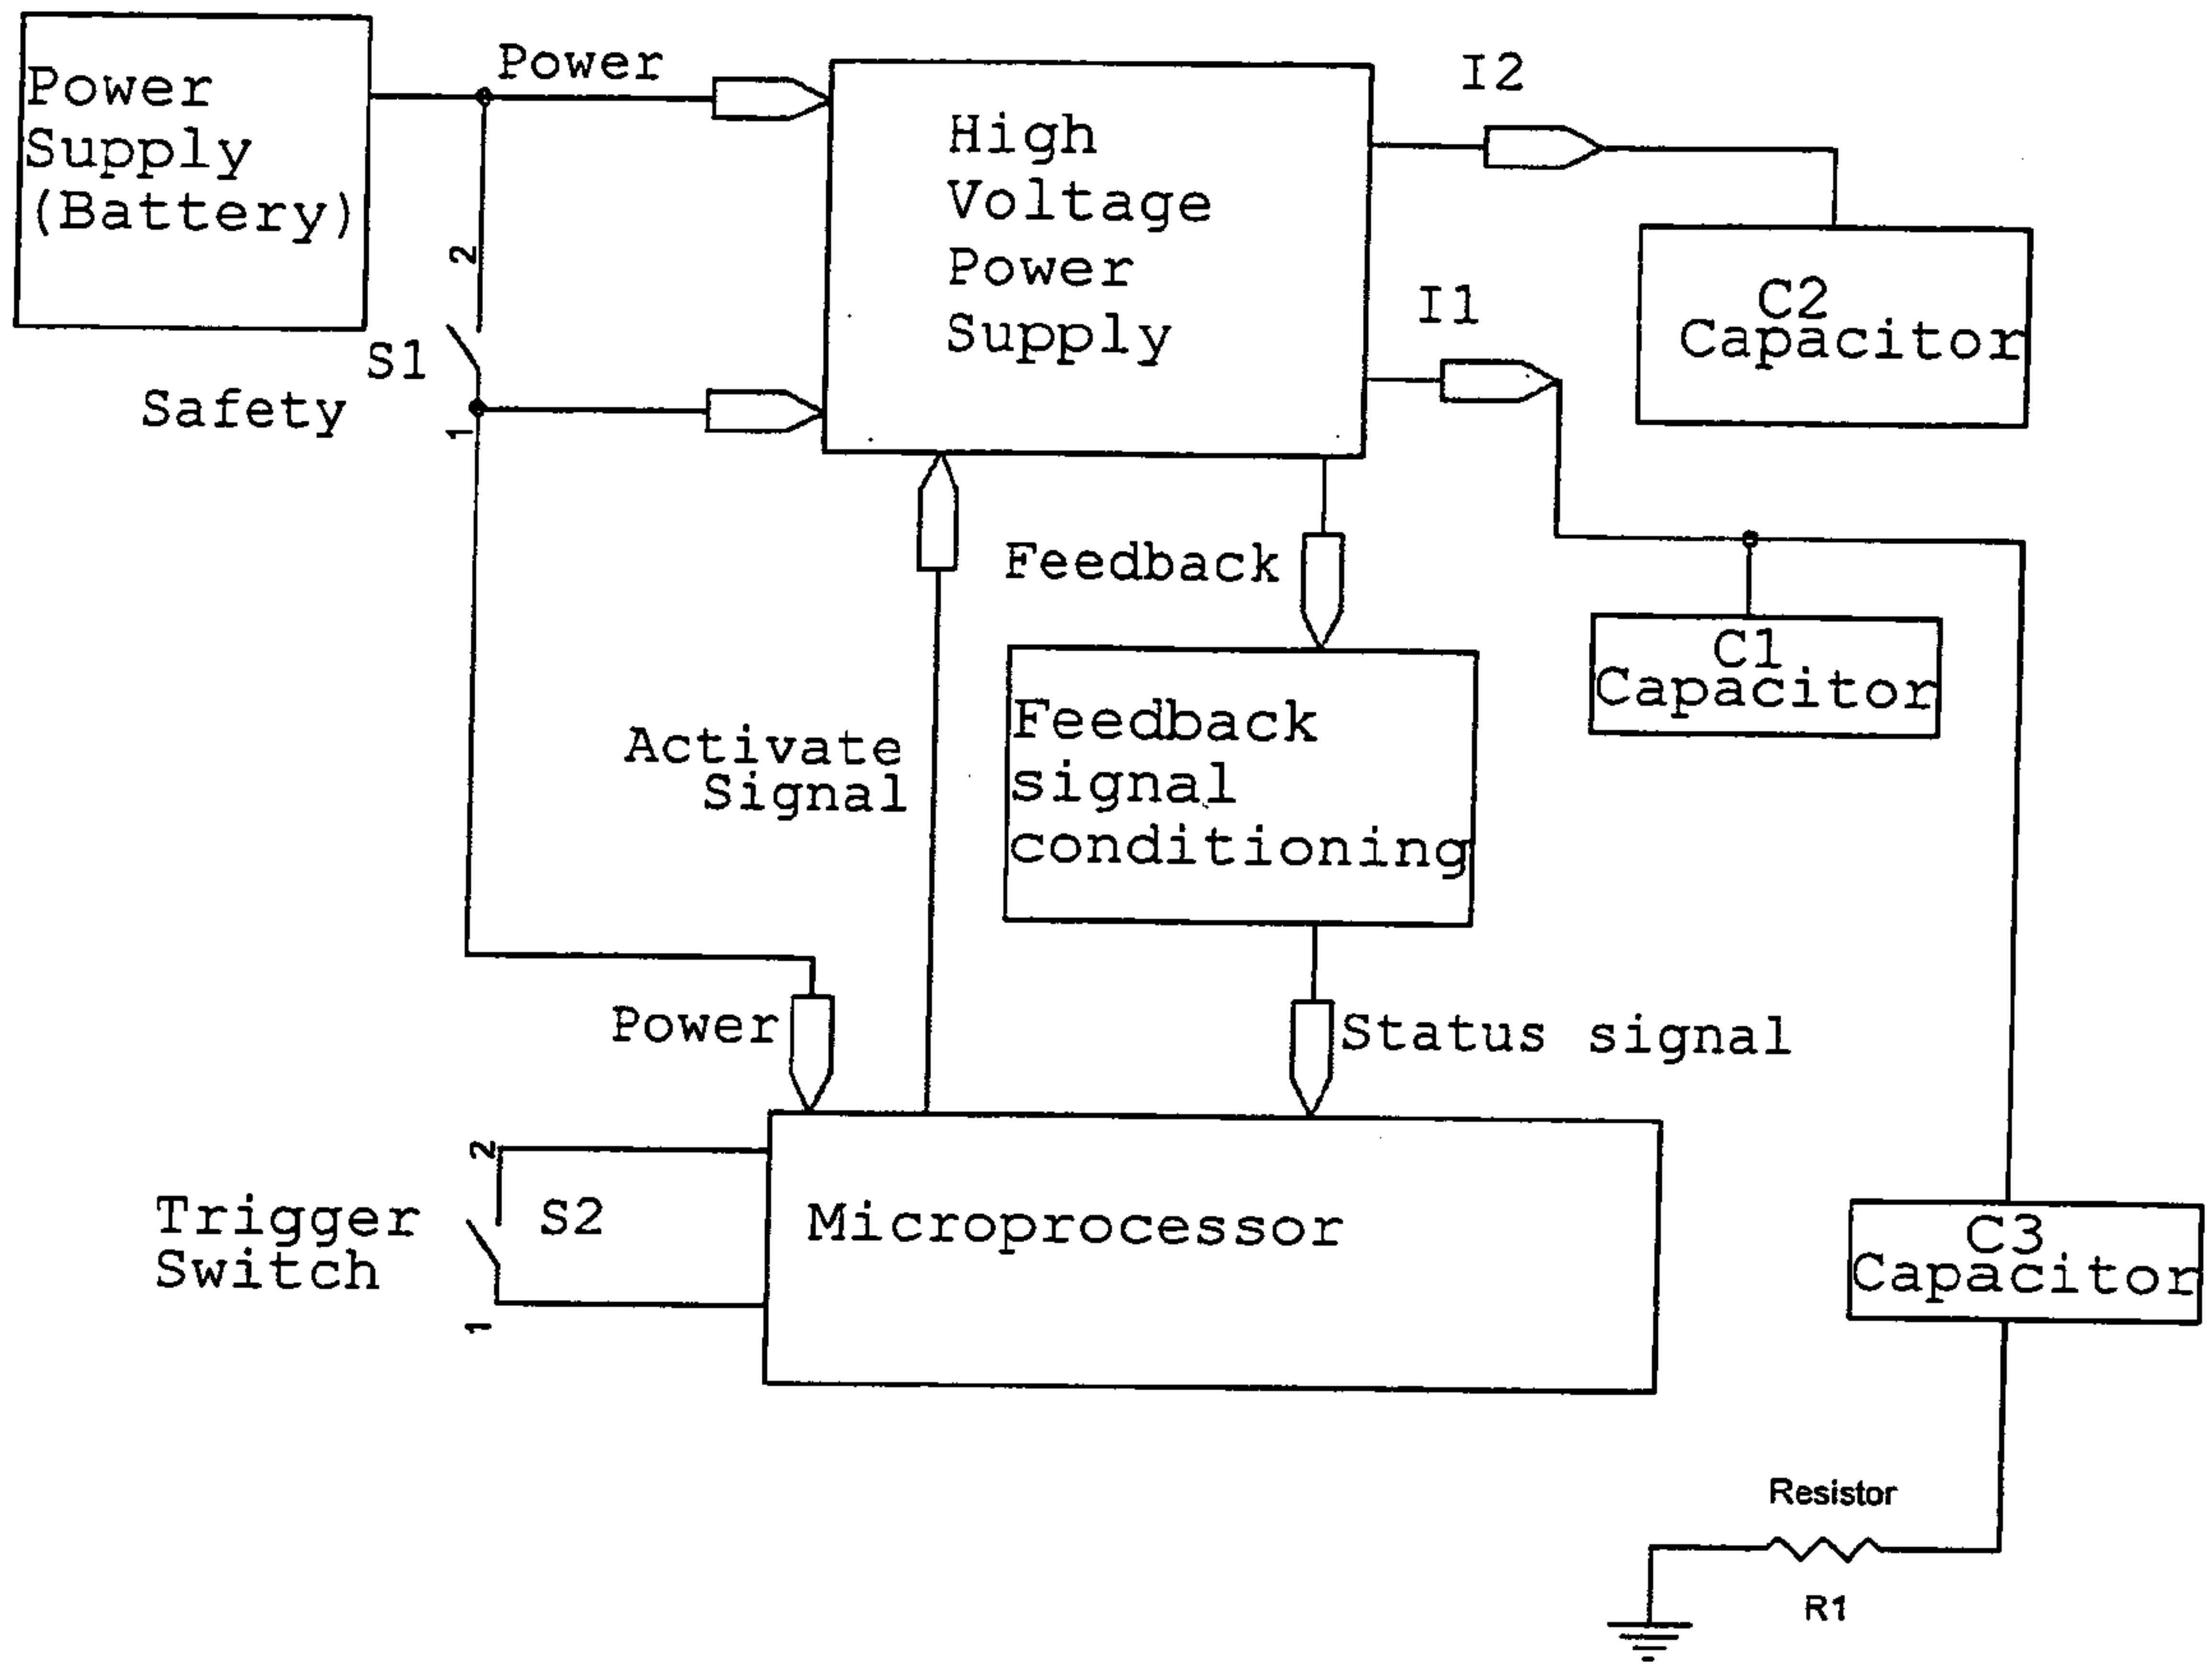 Power
Supply
(Battery)
Power
2
S1
Safety
1
High
Voltage
Power
Supply
I2
C2
Capacitor
I1
C1
Capacitor
Feedback
Feedback
signal
conditioning
Activate
Signal
Power
Status signal
2
Trigger
Switch
S2
1
Microprocessor
C3
Capacitor
Resistor
R1